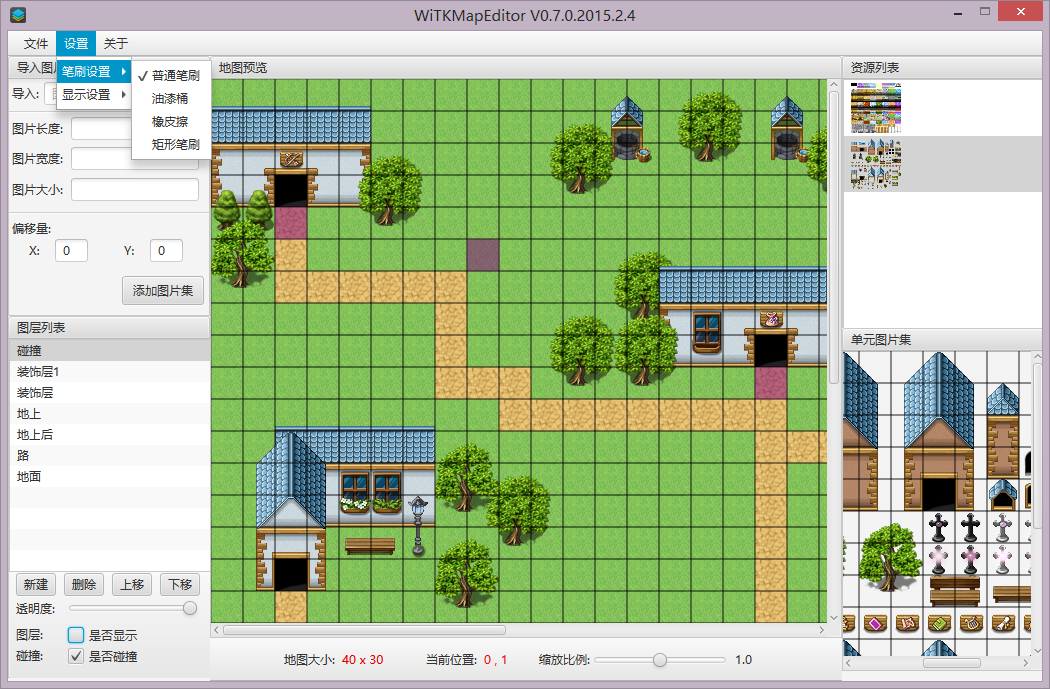 WiTKMapEditor V0.7.0.2015.2.4
文件 设置 关于
导入图片
笔刷设置
显示设置
✓ 普通笔刷
油漆桶
橡皮擦
矩形笔刷
导入:
图片长度:
图片宽度:
图片大小:
偏移量:
X: 0 Y: 0
添加图片集
图层列表
碰撞
装饰层1
装饰层
地上
地上后
路
地面
新建 删除 上移 下移
透明度:
图层: 是否显示
碰撞: 是否碰撞
地图预览
地图大小: 40 x 30 当前位置: 0 , 1 缩放比例: 1.0
资源列表
单元图片集